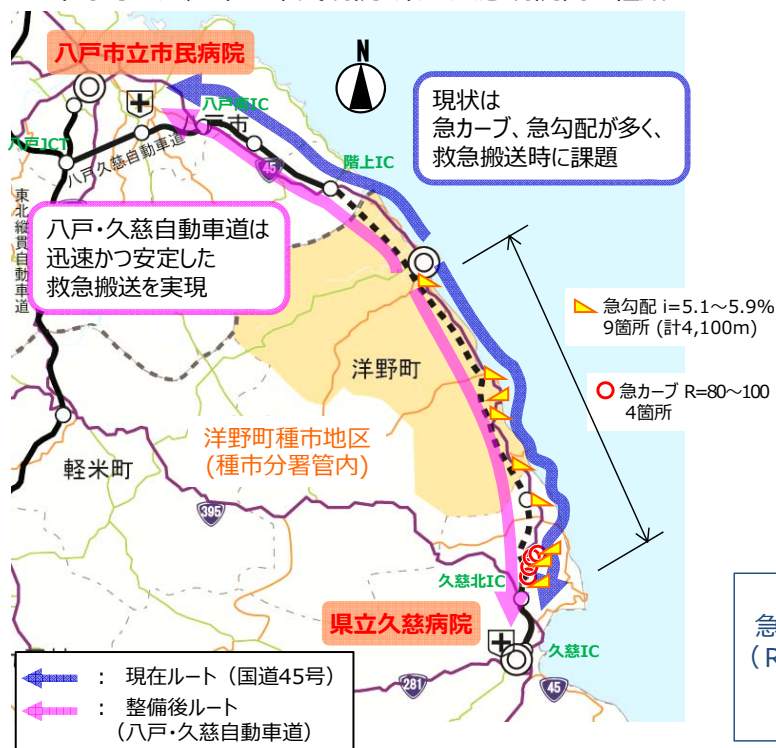 八戸市立市民病院
N
八戸南IC
八戸市
八戸JCT
八戸久慈自動車道
45
階上IC
現状は
急カーブ、急勾配が多く、
救急搬送時に課題
東北縦貫自動車道
八戸・久慈自動車道は
迅速かつ安定した
救急搬送を実現
急勾配 i=5.1～5.9%
9箇所 (計4,100m)
洋野町
急カーブ R=80～100
4箇所
洋野町種市地区
(種市分署管内)
軽米町
395
久慈北IC
県立久慈病院
久慈IC
281
45
： 現在ルート（国道45号）
： 整備後ルート
（八戸・久慈自動車道）
急
（R